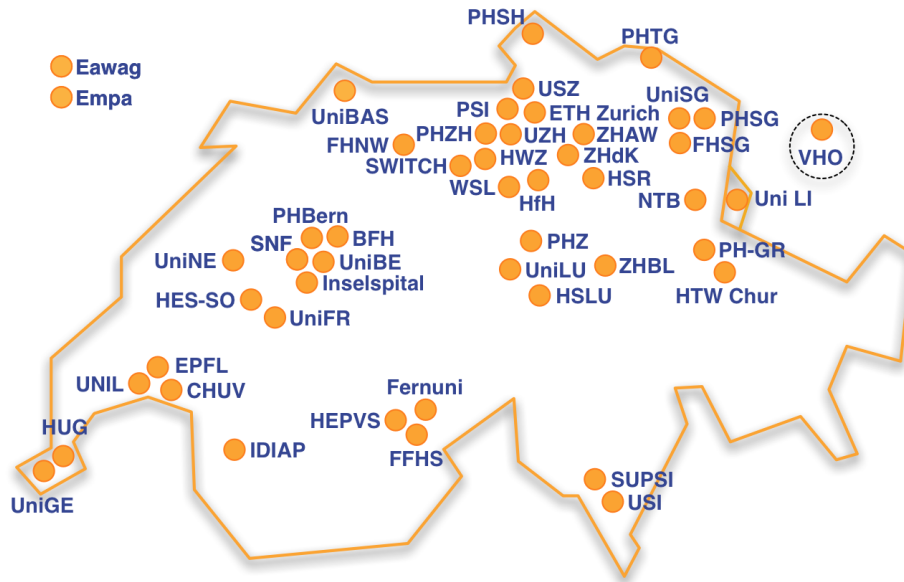 PHSH
PHTG
Eawag
Empa
UniBAS
USZ
PSI
ETH Zurich
UniSG
PHSG
PHZH
UZH
ZHAW
FHSG
FHNW
VHO
SWITCH
HWZ
ZHdK
WSL
HfH
HSR
NTB
Uni LI
PHBern
SNF
BFH
UniNE
UniBE
Inselspital
PHZ
PH-GR
UniLU
ZHBL
HTW Chur
HES-SO
HSLU
UniFR
EPFL
UNIL
CHUV
Fernuni
HEPVS
HUG
IDIAP
FFHS
UniGE
SUPSI
USI